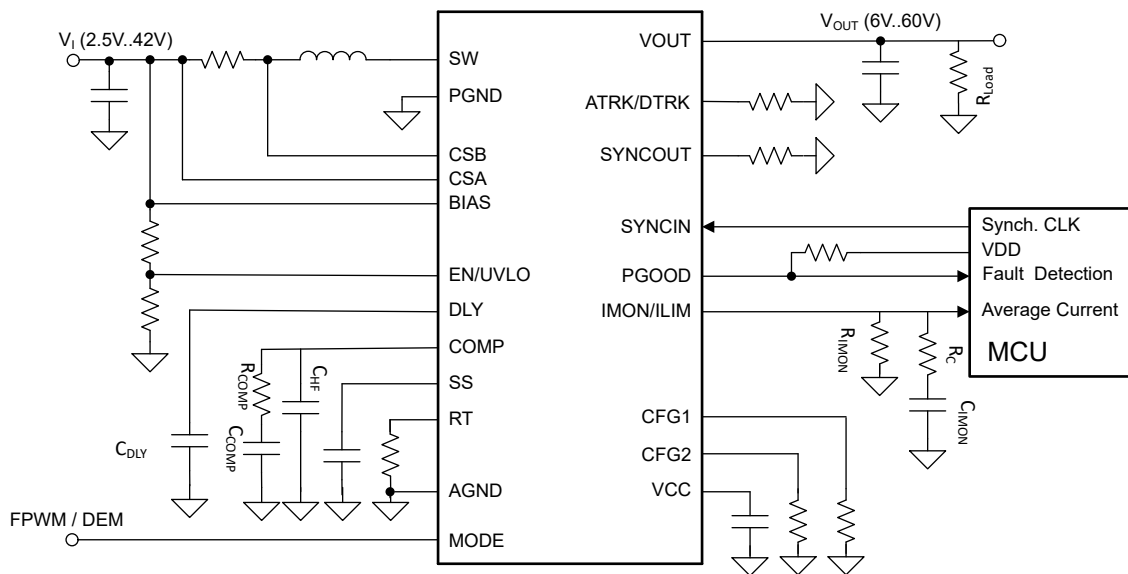 V_I (2.5V..42V)
SW
PGND
CSB
CSA
BIAS
EN/UVLO
DLY
COMP
SS
RT
AGND
MODE
C_DLY
R_COMP
C_COMP
C_HF
FPWM / DEM
VOUT
ATRK/DTRK
SYNCOUT
SYNCIN
PGOOD
IMON/ILIM
CFG1
CFG2
VCC
V_OUT (6V..60V)
R_Load
Synch. CLK
VDD
Fault Detection
Average Current
MCU
R_IMON
R_C
C_IMON